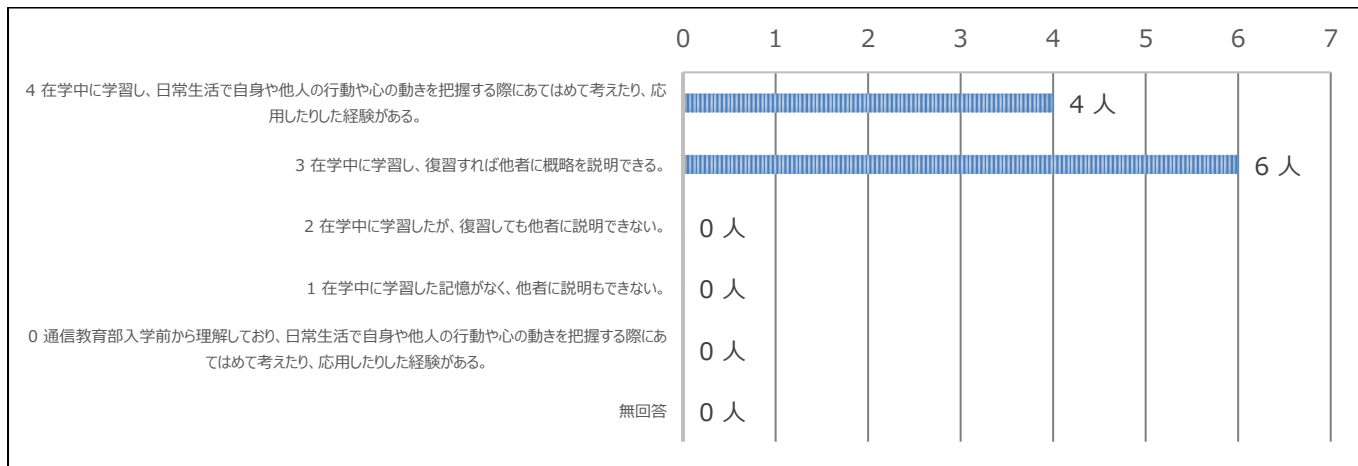 0 1 2 3 4 5 6 7
4 在学中に学習し、日常生活で自身や他人の行動や心の動きを把握する際にあてはめて考えたり、応
用したりした経験がある。
4 人
3 在学中に学習し、復習すれば他者に概略を説明できる。
6 人
2 在学中に学習したが、復習しても他者に説明できない。
0 人
1 在学中に学習した記憶がなく、他者に説明もできない。
0 人
0 通信教育部入学前から理解しており、日常生活で自身や他人の行動や心の動きを把握する際にあ
てはめて考えたり、応用したりした経験がある。
0 人
無回答
0 人